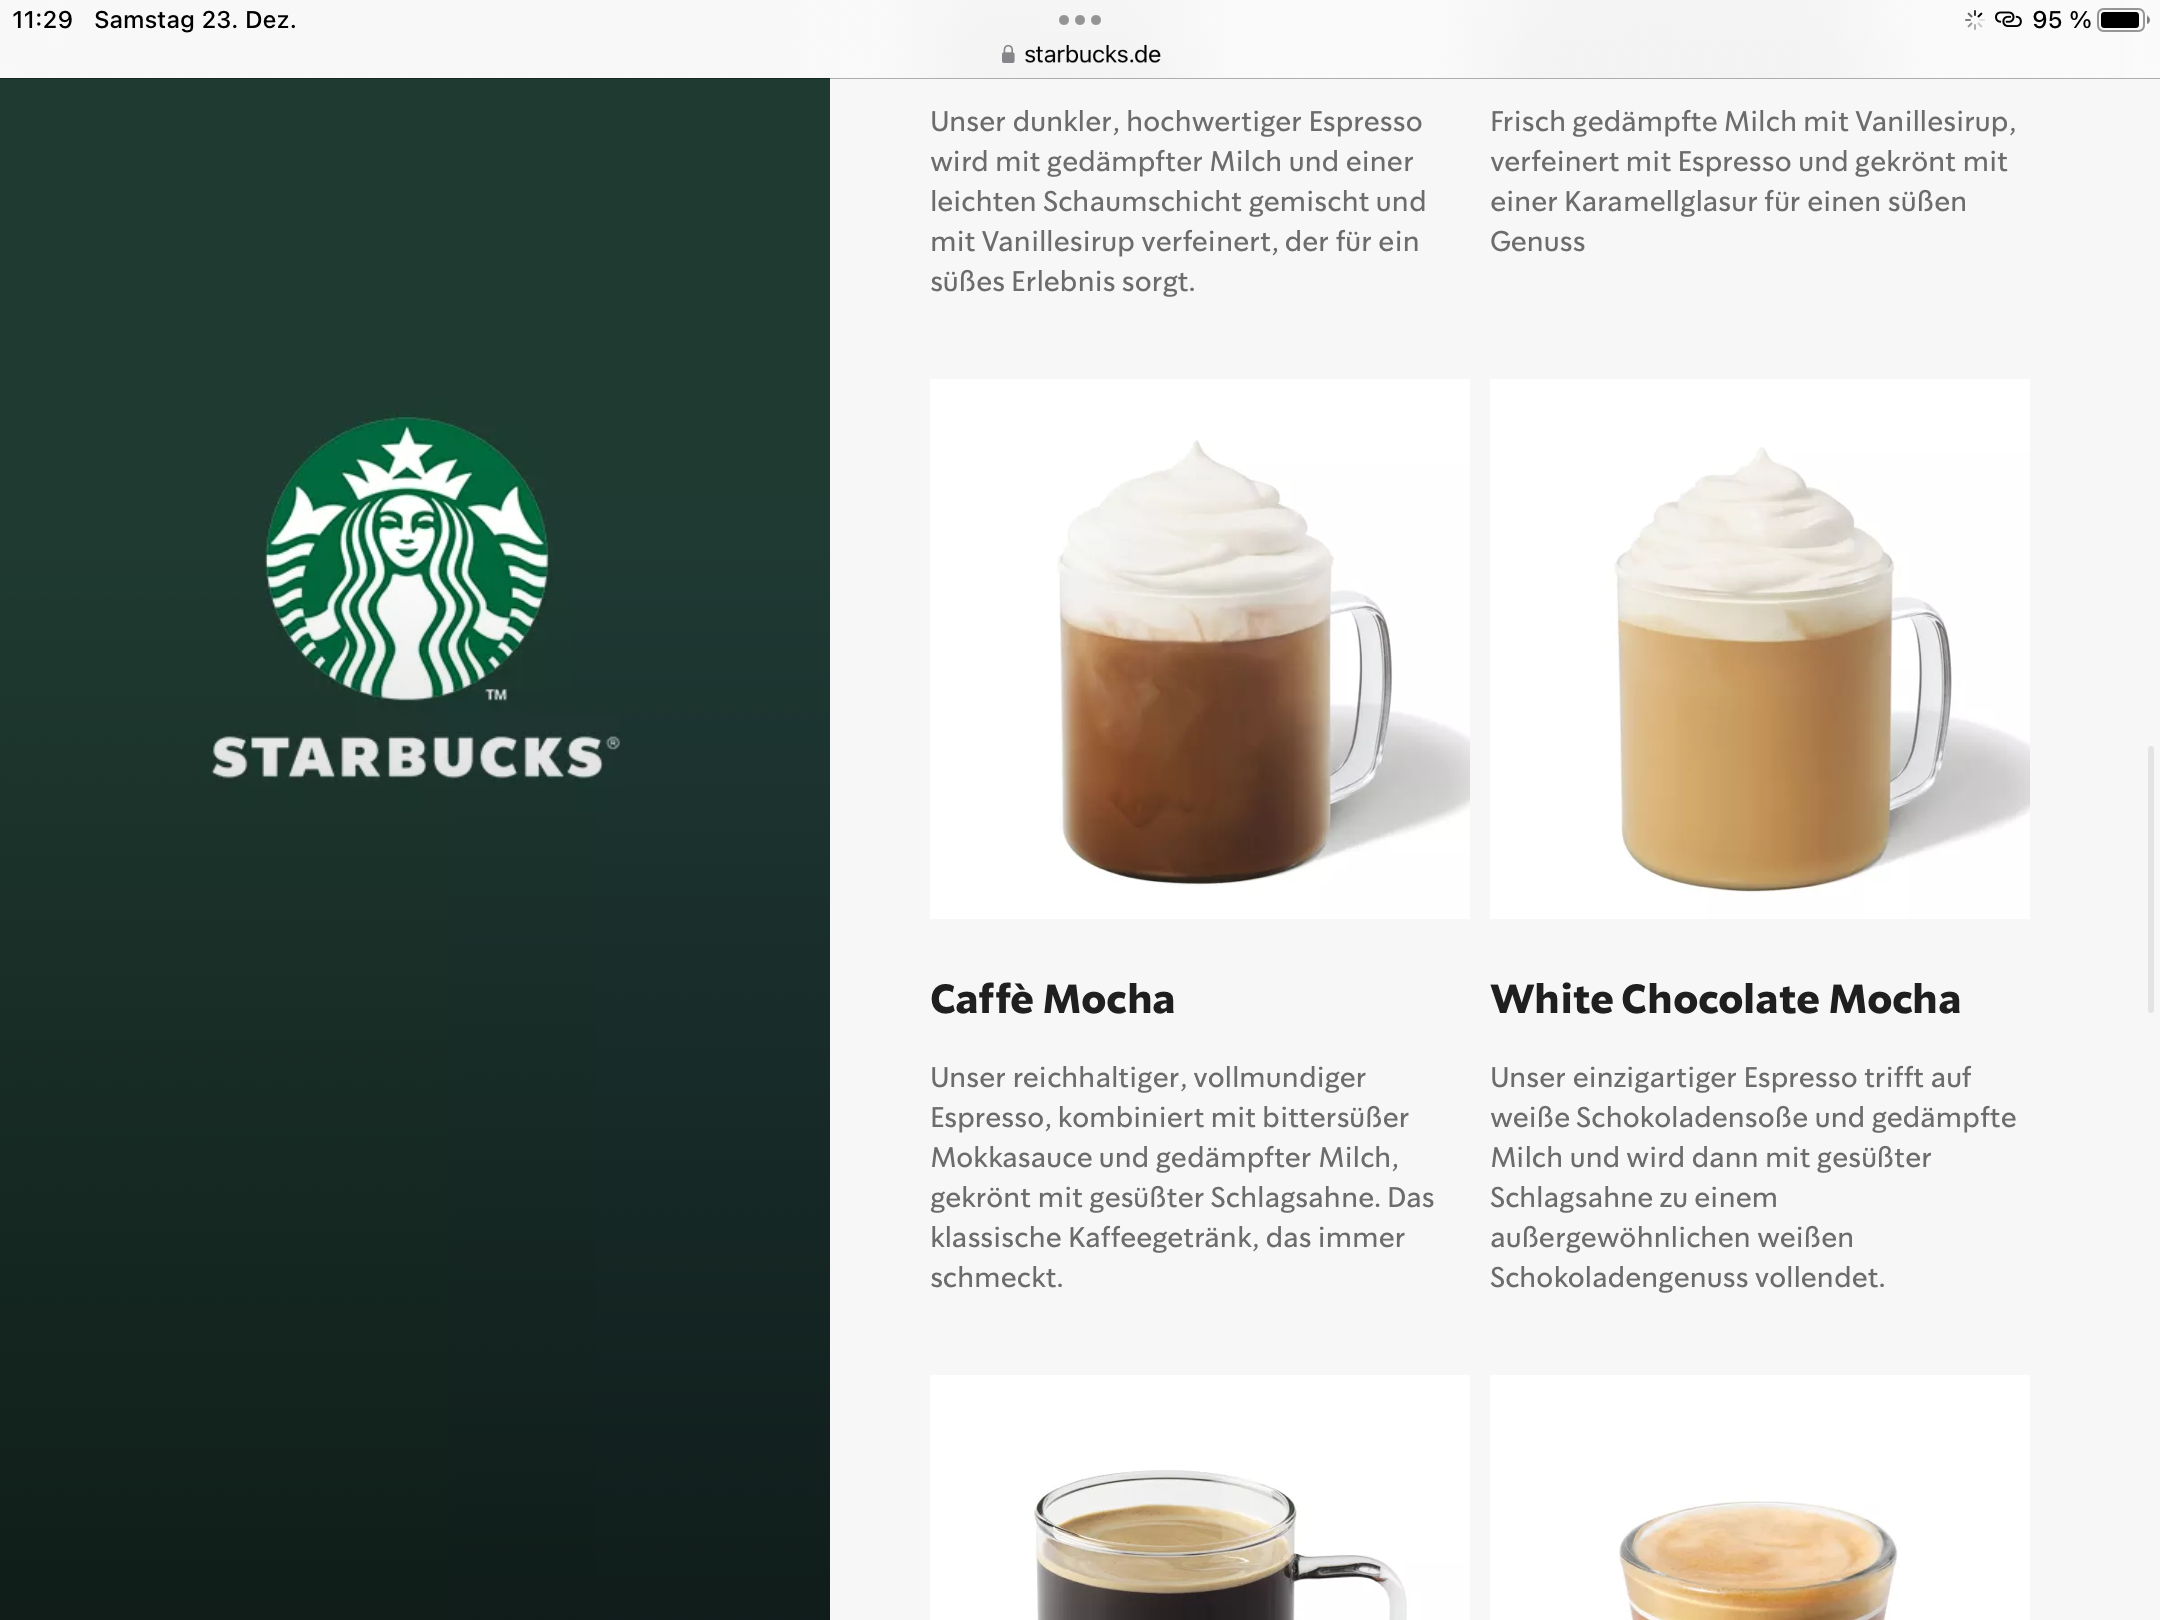 11:29 Samstag 23. Dez.
95 %
starbucks.de
TM
STARBUCKS®
Unser dunkler, hochwertiger Espresso
wird mit gedämpfter Milch und einer
leichten Schaumschicht gemischt und
mit Vanillesirup verfeinert, der für ein
süßes Erlebnis sorgt.
Frisch gedämpfte Milch mit Vanillesirup,
verfeinert mit Espresso und gekrönt mit
einer Karamellglasur für einen süßen
Genuss
Caffè Mocha
Unser reichhaltiger, vollmundiger
Espresso, kombiniert mit bittersüßer
Mokkasauce und gedämpfter Milch,
gekrönt mit gesüßter Schlagsahne. Das
klassische Kaffeegetränk, das immer
schmeckt.
White Chocolate Mocha
Unser einzigartiger Espresso trifft auf
weiße Schokoladensoße und gedämpfte
Milch und wird dann mit gesüßter
Schlagsahne zu einem
außergewöhnlichen weißen
Schokoladengenuss vollendet.